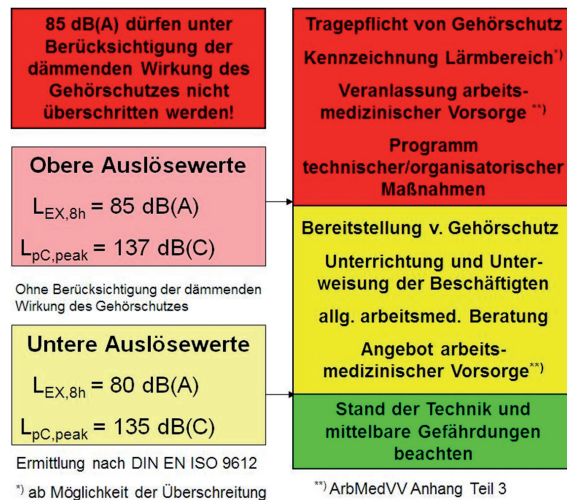 85 dB(A) dürfen unter
Berücksichtigung der
dämmenden Wirkung des
Gehörschutzes nicht
überschritten werden!
Obere Auslösewerte
L_EX,8h = 85 dB(A)
L_pC,peak = 137 dB(C)
Ohne Berücksichtigung der dämmenden
Wirkung des Gehörschutzes
Untere Auslösewerte
L_EX,8h = 80 dB(A)
L_pC,peak = 135 dB(C)
Ermittlung nach DIN EN ISO 9612
*) ab Möglichkeit der Überschreitung
Tragepflicht von Gehörschutz
Kennzeichnung Lärmbereich*)
Veranlassung arbeits-
medizinischer Vorsorge **)
Programm
technischer/organisatorischer
Maßnahmen
Bereitstellung v. Gehörschutz
Unterrichtung und Unter-
weisung der Beschäftigten
allg. arbeitsmed. Beratung
Angebot arbeits-
medizinischer Vorsorge**)
Stand der Technik und
mittelbare Gefährdungen
beachten
**) ArbMedVV Anhang Teil 3